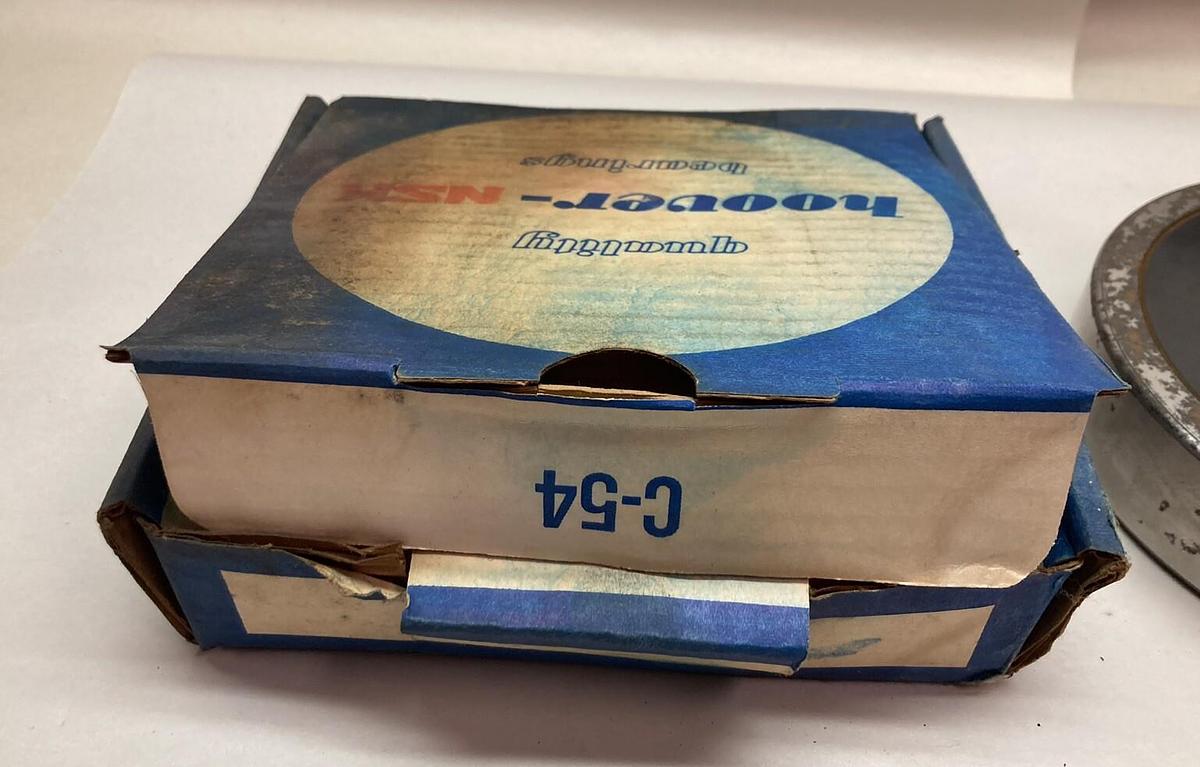 quality
hoover-NSK
bearings
C-54